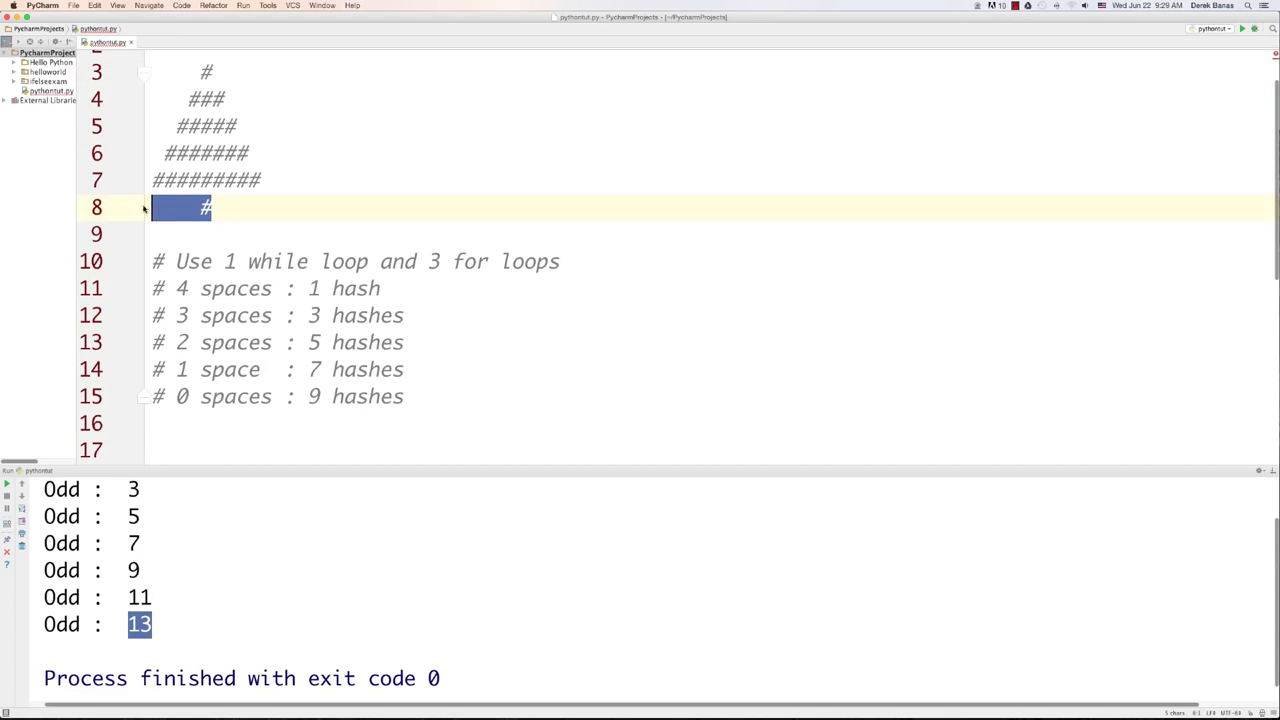 PyCharm File Edit View Navigate Code Refactor Run Tools VCS Window Help 10 Wed Jun 22 9:29 AM Derek Banas
pythontut.py - PycharmProjects - [~/PycharmProjects]
PycharmProjects pythontut.py pythontut
pythontut.py
PycharmProject
Hello Python
helloworld
ifelseexam
pythontut.py
External Librarie
2
3 #
4 ###
5 #####
6 #######
7 #########
8 #
9
10 # Use 1 while loop and 3 for loops
11 # 4 spaces : 1 hash
12 # 3 spaces : 3 hashes
13 # 2 spaces : 5 hashes
14 # 1 space  : 7 hashes
15 # 0 spaces : 9 hashes
16
17
Run pythontut
Odd :  3
Odd :  5
Odd :  7
Odd :  9
Odd :  11
Odd :  13
Process finished with exit code 0
5 chars 8:1 LF÷ UTF-8÷